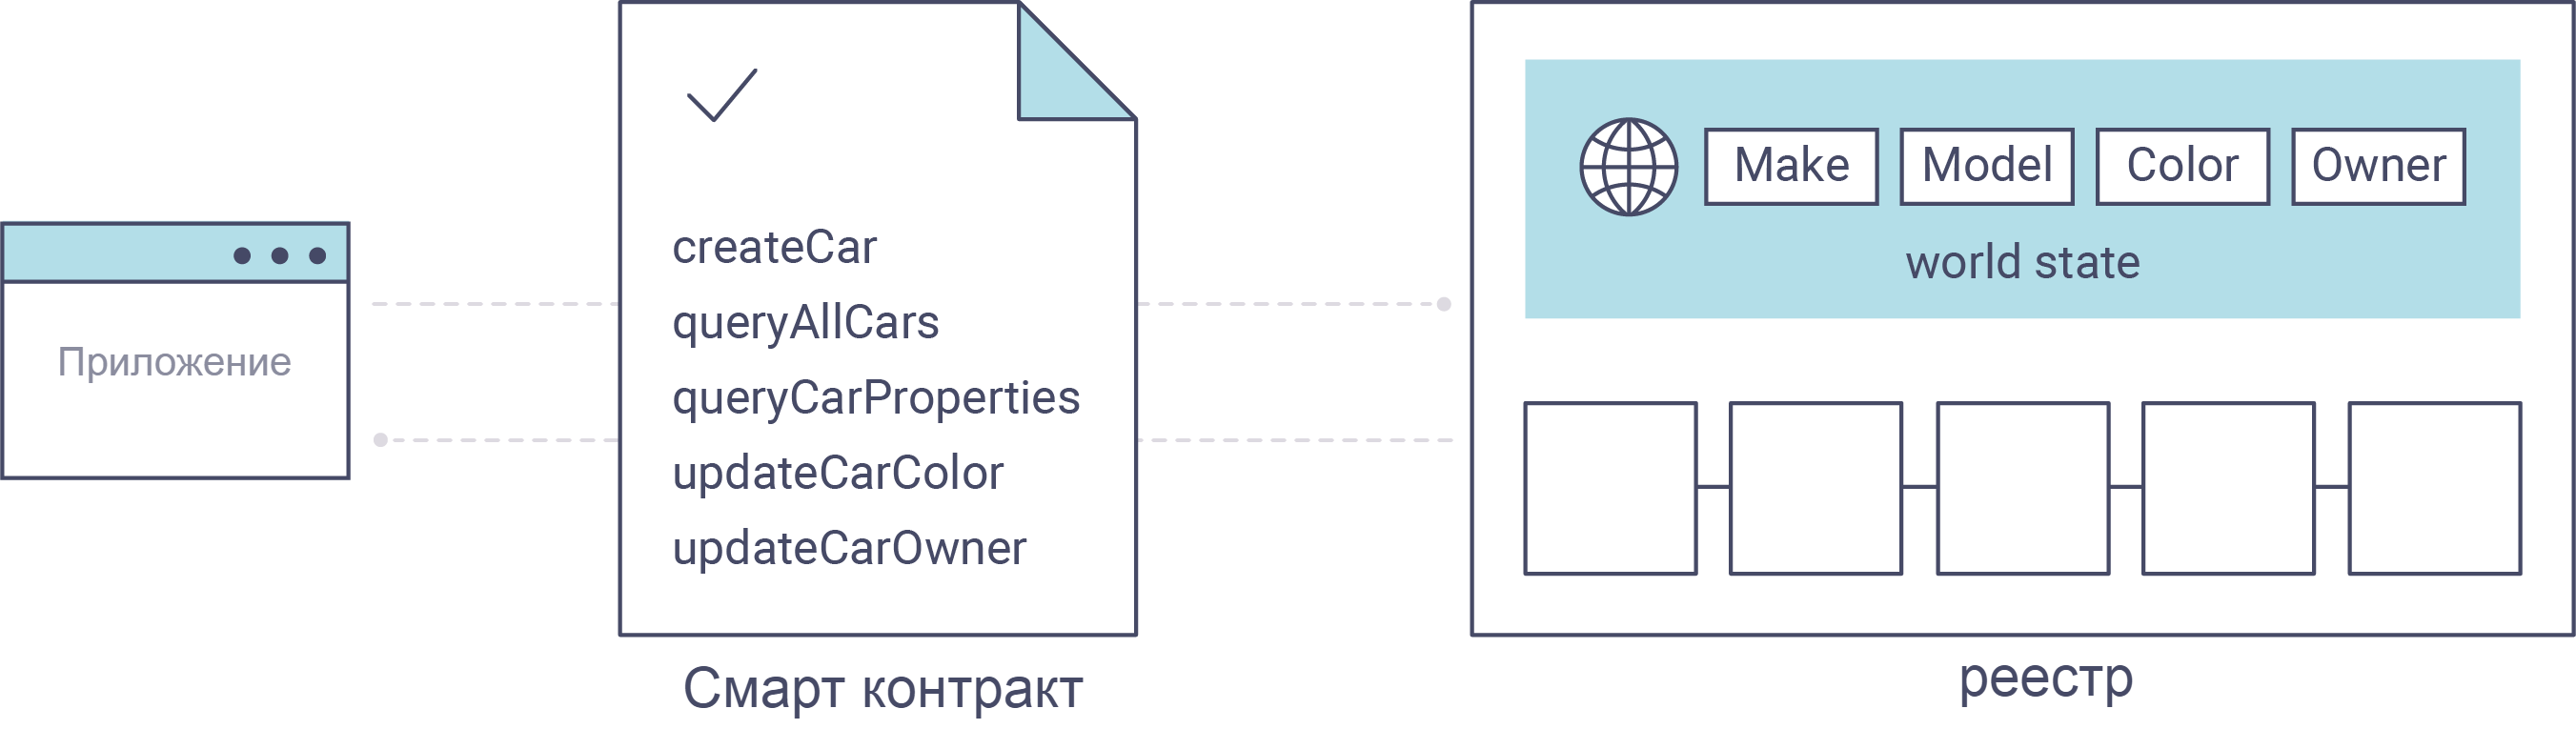 Приложение
createCar
queryAllCars
queryCarProperties
updateCarColor
updateCarOwner
Смарт контракт
Make Model Color Owner
world state
реестр